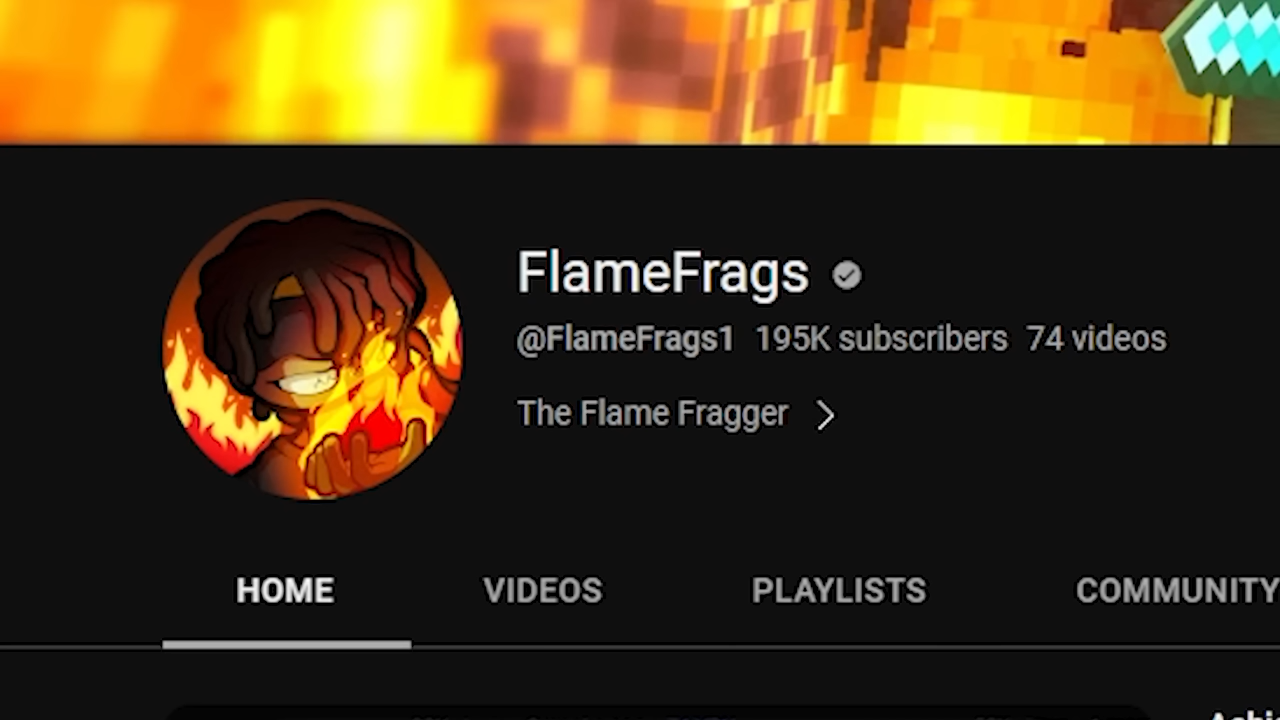 FlameFrags
@FlameFrags1 195K subscribers 74 videos
The Flame Fragger
HOME VIDEOS PLAYLISTS COMMUNITY